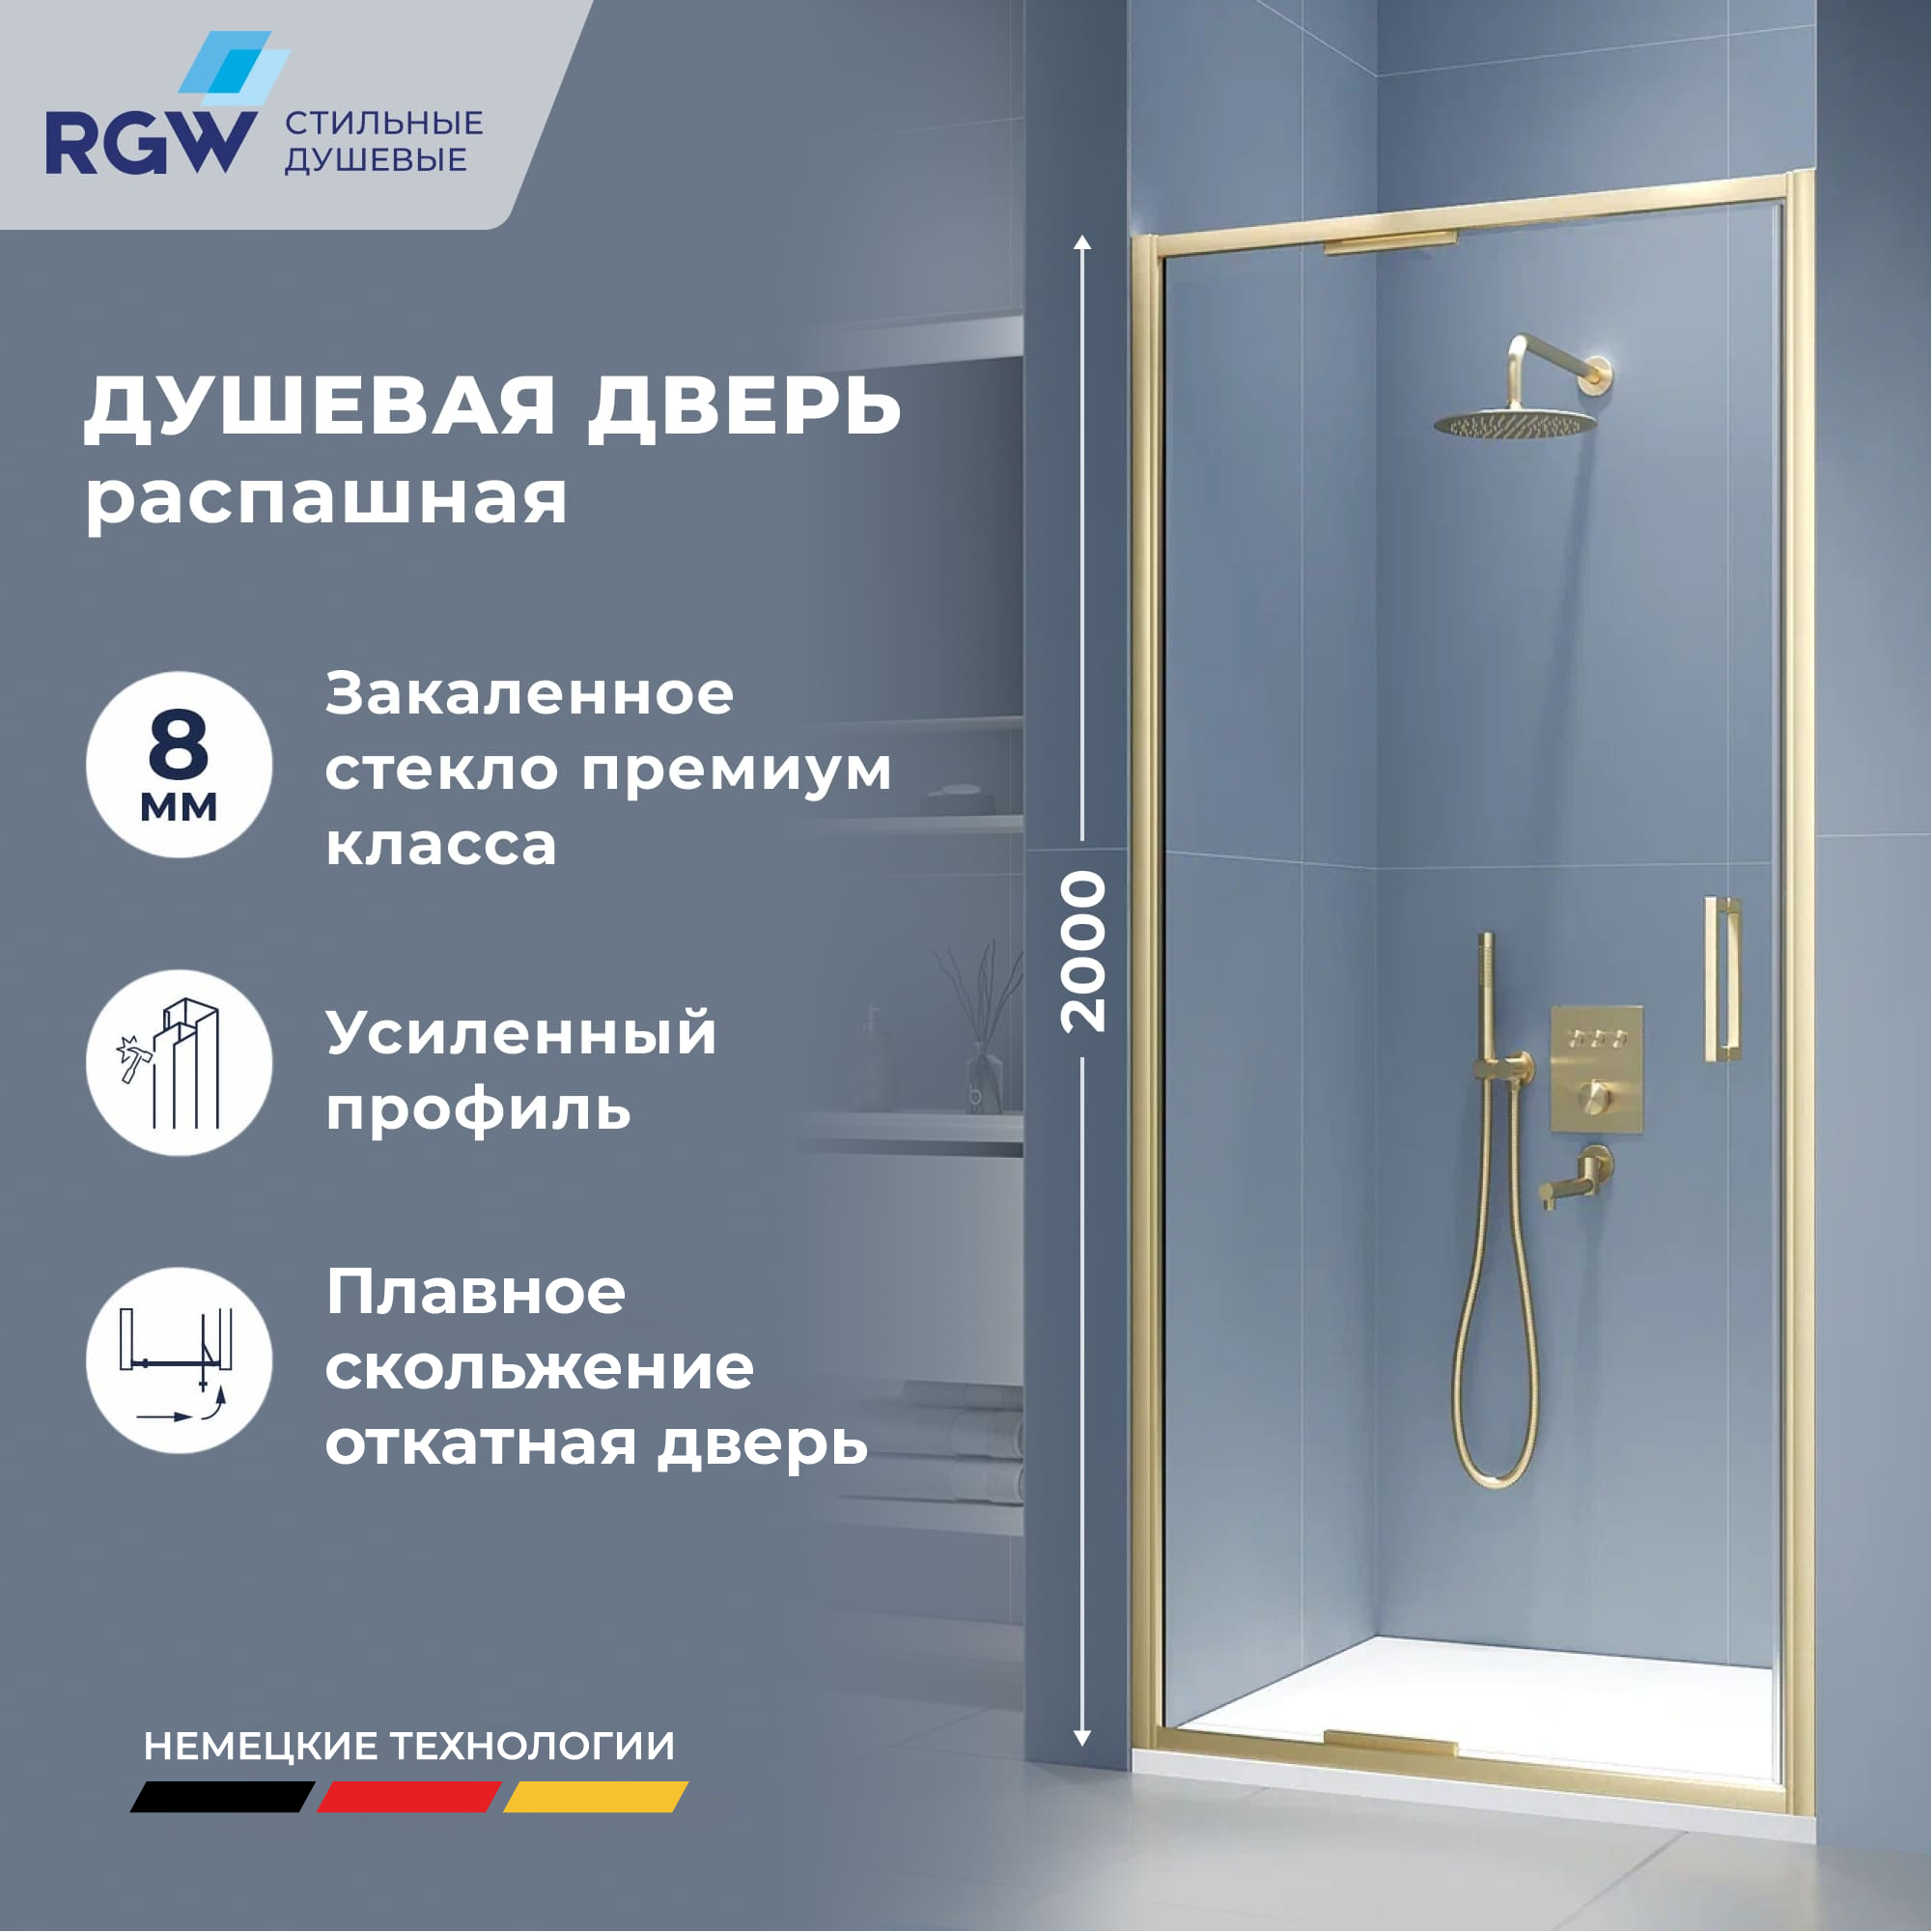 RGW
СТИЛЬНЫЕ
ДУШЕВЫЕ
ДУШЕВАЯ ДВЕРЬ
распашная
8
мм
Закаленное
стекло премиум
класса
Усиленный
профиль
Плавное
скольжение
откатная дверь
2000
НЕМЕЦКИЕ ТЕХНОЛОГИИ